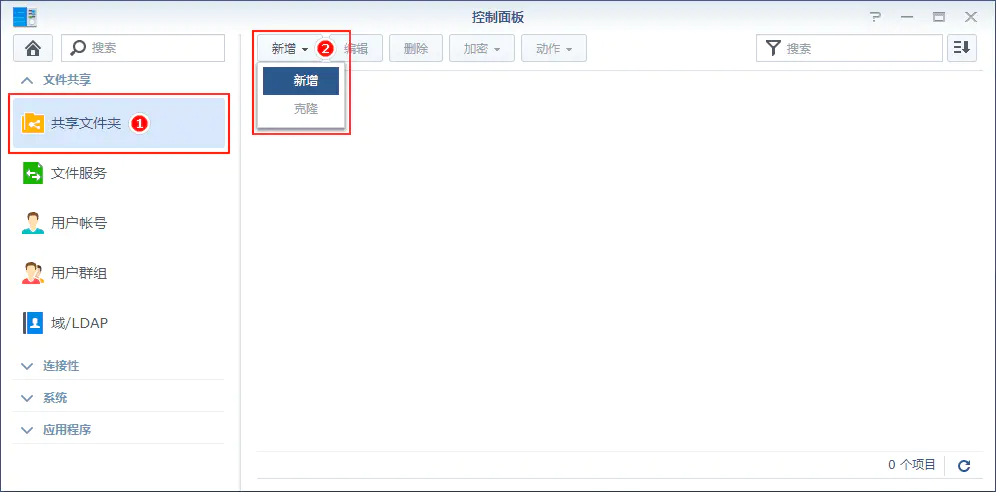 控制面板
搜索
新增 2 编辑 删除 加密 动作 搜索
文件共享
新增
克隆
共享文件夹 1
文件服务
用户帐号
用户群组
域/LDAP
连接性
系统
应用程序
0 个项目